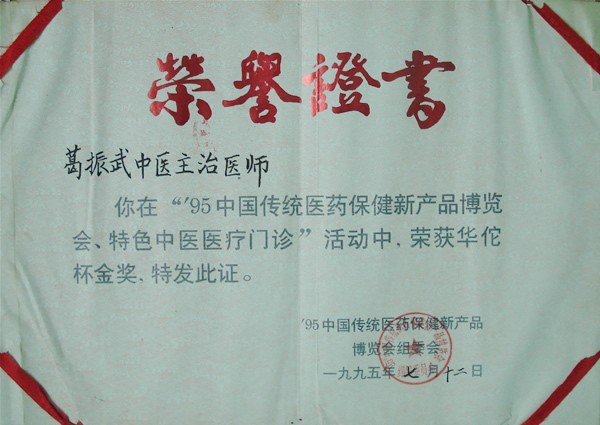 榮譽證書
葛振武中医主治医师
你在“'95中国传统医药保健新产品博览
会、特色中医医疗门诊”活动中,荣获华佗
杯金奖,特发此证。
'95中国传统医药保健新产品
博览会组委会
一九九五年七月十二日